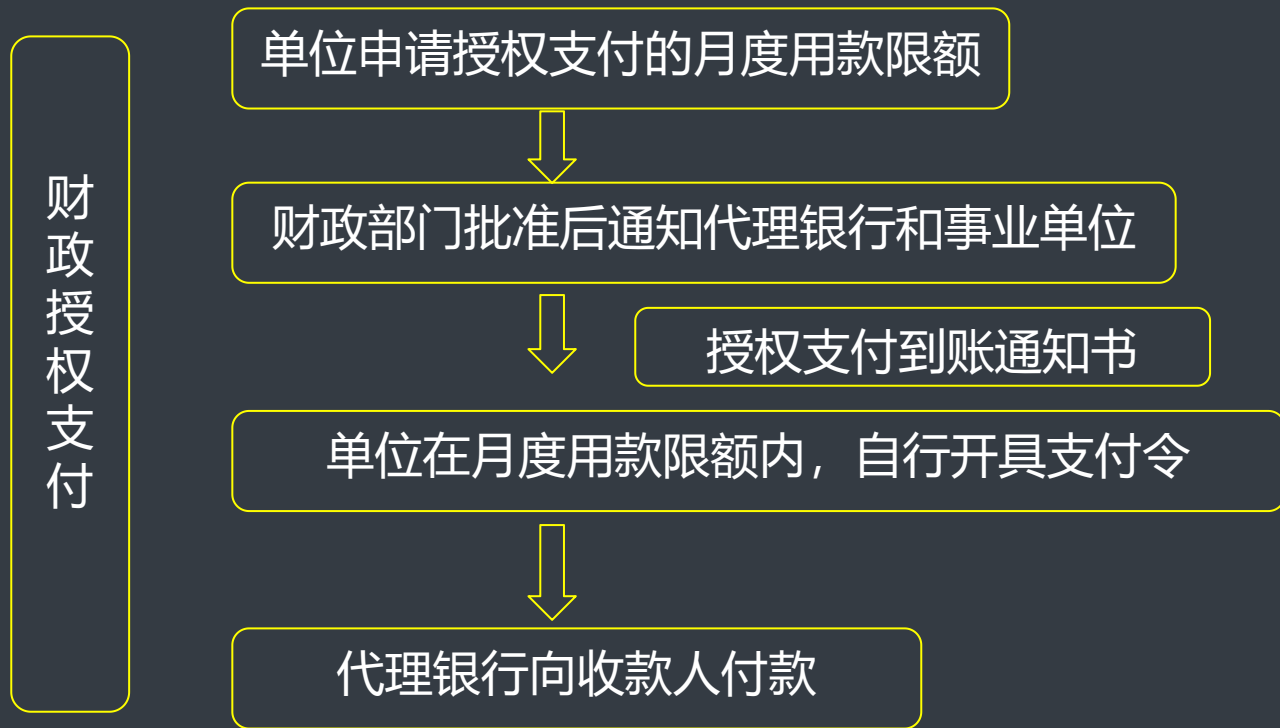 财政授权支付
单位申请授权支付的月度用款限额
财政部门批准后通知代理银行和事业单位
授权支付到账通知书
单位在月度用款限额内，自行开具支付令
代理银行向收款人付款